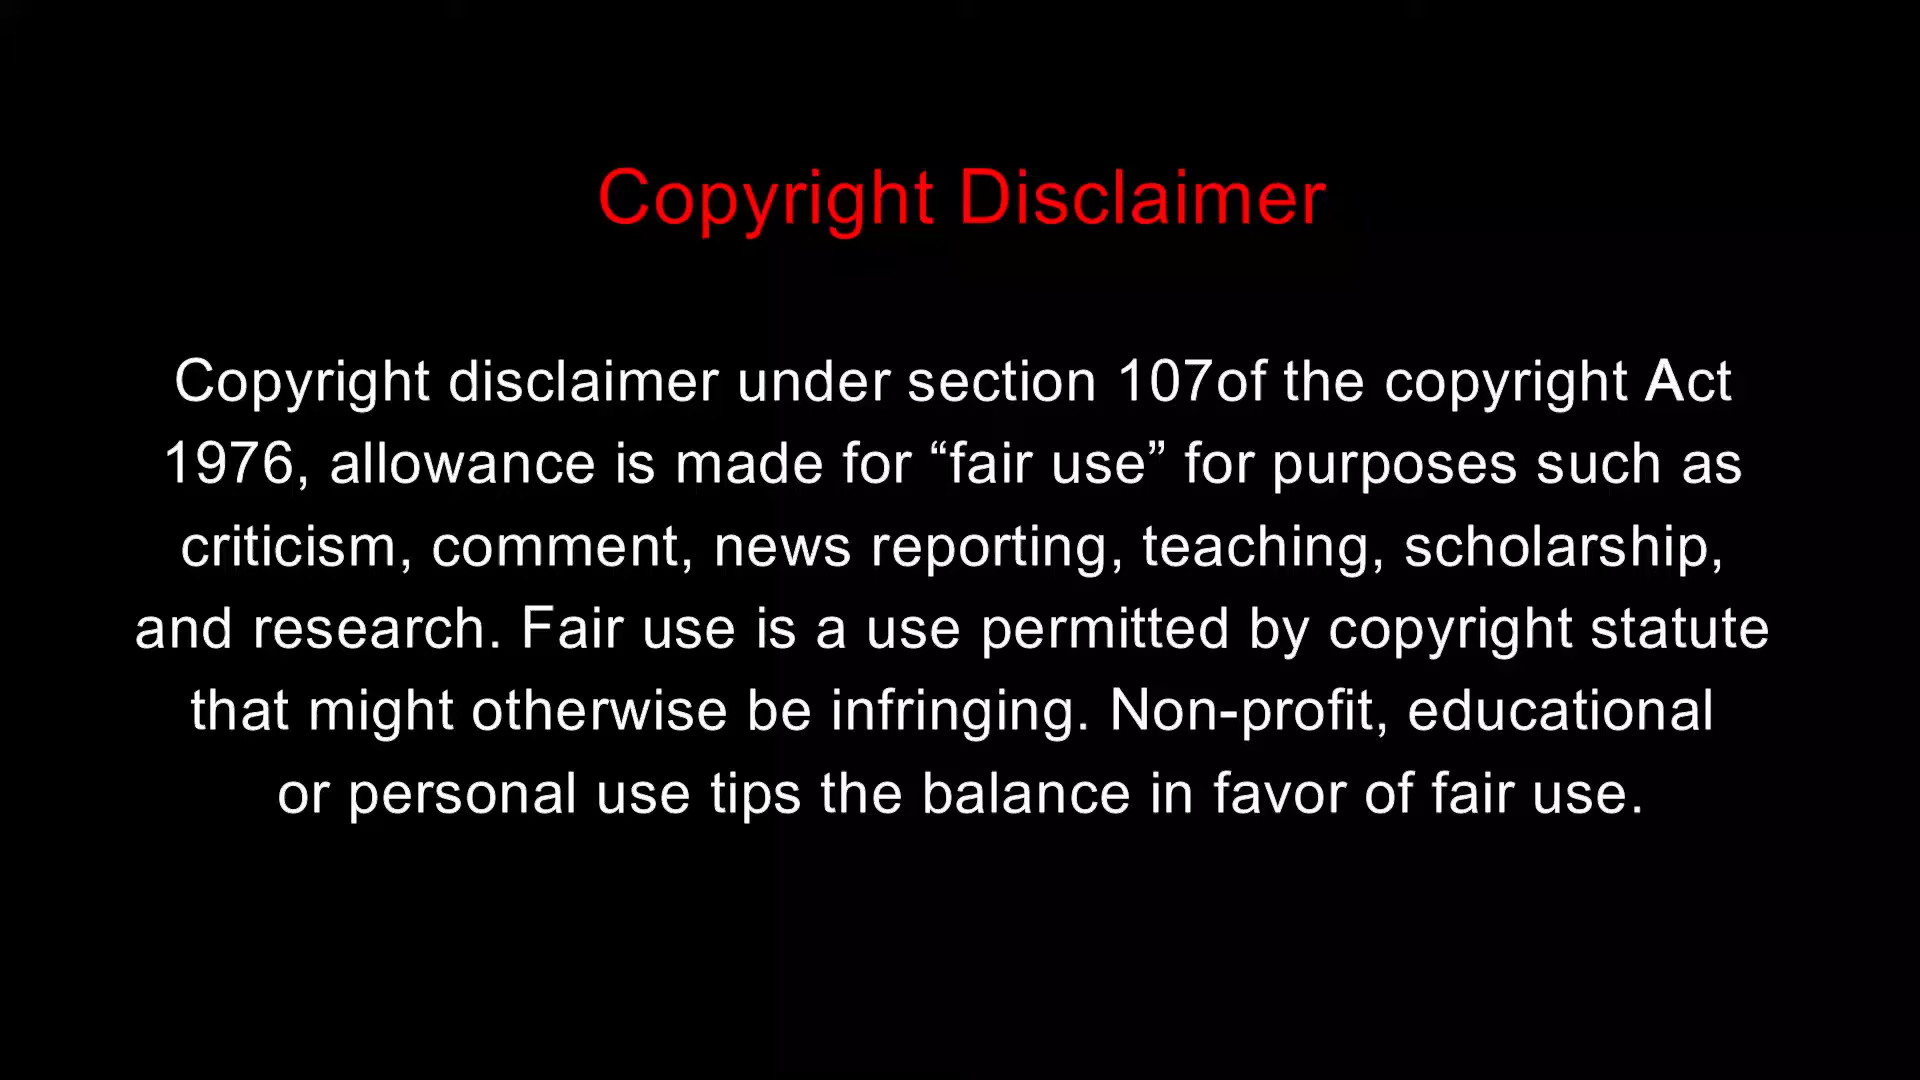 Copyright Disclaimer
Copyright disclaimer under section 107of the copyright Act
1976, allowance is made for “fair use” for purposes such as
criticism, comment, news reporting, teaching, scholarship,
and research. Fair use is a use permitted by copyright statute
that might otherwise be infringing. Non-profit, educational
or personal use tips the balance in favor of fair use.